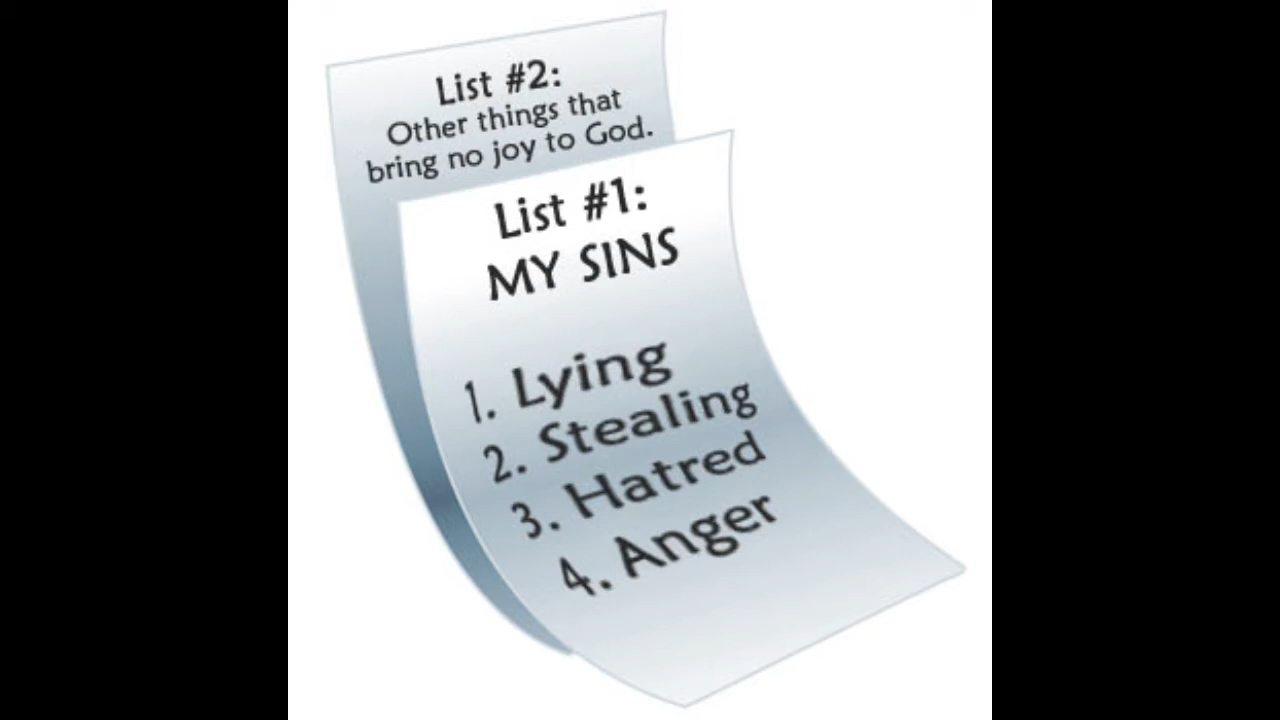 List #2:
Other things that
bring no joy to God.
List #1:
MY SINS
1. Lying
2. Stealing
3. Hatred
4. Anger